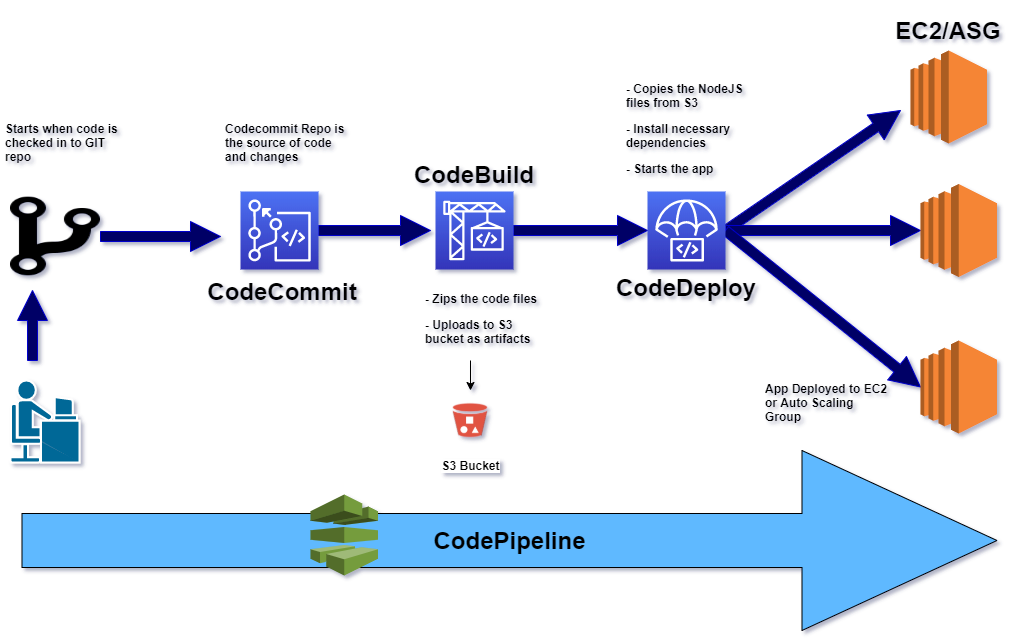 EC2/ASG
- Copies the NodeJS
files from S3
- Install necessary
dependencies
- Starts the app
Starts when code is
checked in to GIT
repo
Codecommit Repo is
the source of code
and changes
CodeBuild
CodeCommit
CodeDeploy
- Zips the code files
- Uploads to S3
bucket as artifacts
App Deployed to EC2
or Auto Scaling
Group
S3 Bucket
CodePipeline